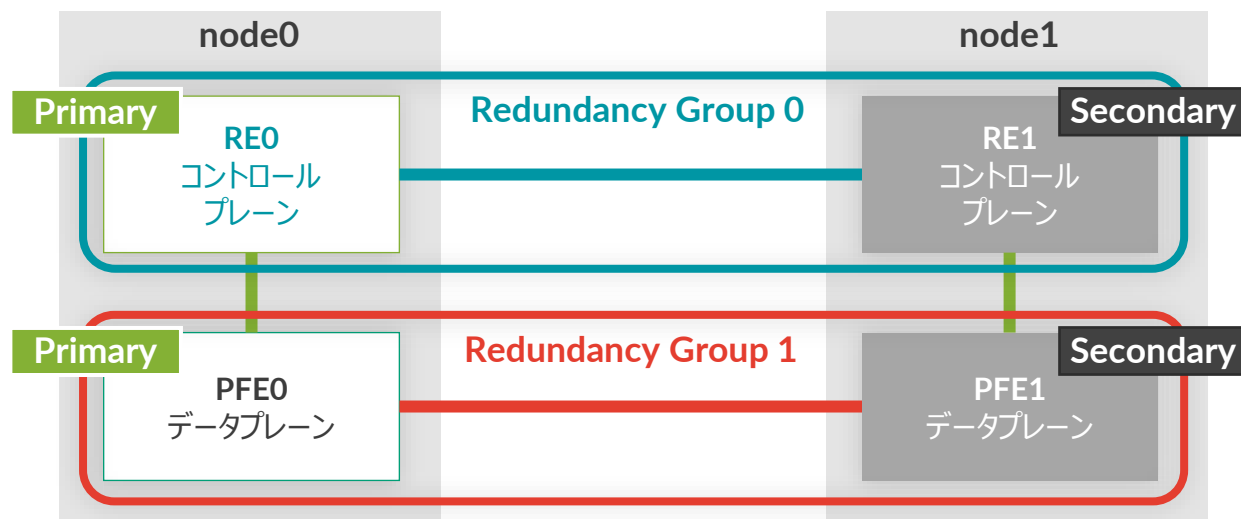 node0
node1
Redundancy Group 0
Primary
Secondary
RE0
コントロール
プレーン
RE1
コントロール
プレーン
Redundancy Group 1
Primary
Secondary
PFE0
データプレーン
PFE1
データプレーン